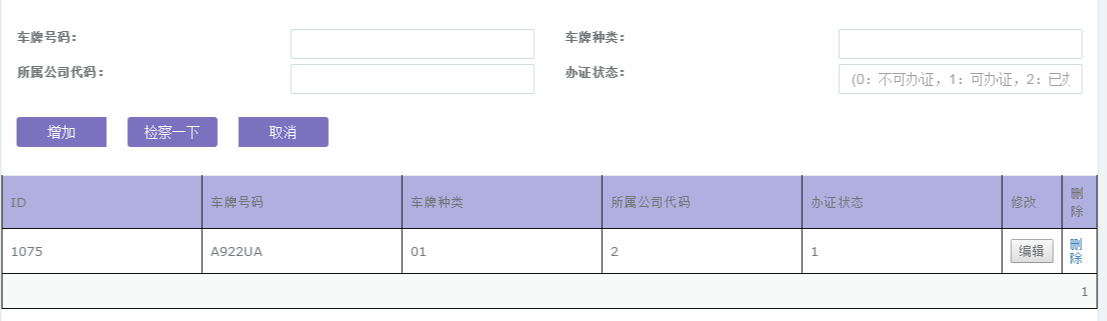 车牌号码： 车牌种类：
所属公司代码： 办证状态： (0：不可办证，1：可办证，2：已办
增加 检察一下 取消
ID 车牌号码 车牌种类 所属公司代码 办证状态 修改 删除
1075 A922UA 01 2 1 编辑 删除
1